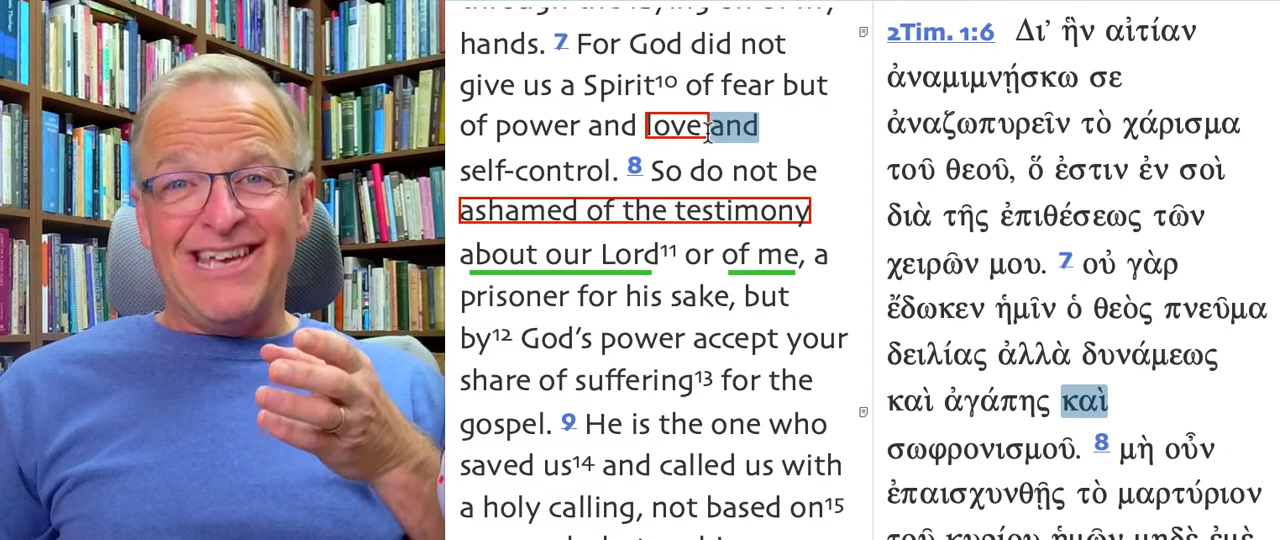 hands. 7 For God did not
give us a Spirit10 of fear but
of power and love and
self-control. 8 So do not be
ashamed of the testimony
about our Lord11 or of me, a
prisoner for his sake, but
by12 God’s power accept your
share of suffering13 for the
gospel. 9 He is the one who
saved us14 and called us with
a holy calling, not based on15
2Tim. 1:6 Δι’ ἣν αἰτίαν
ἀναμιμνῄσκω σε
ἀναζωπυρεῖν τὸ χάρισμα
τοῦ θεοῦ, ὅ ἐστιν ἐν σοὶ
διὰ τῆς ἐπιθέσεως τῶν
χειρῶν μου. 7 οὐ γὰρ
ἔδωκεν ἡμῖν ὁ θεὸς πνεῦμα
δειλίας ἀλλὰ δυνάμεως
καὶ ἀγάπης καὶ
σωφρονισμοῦ. 8 μὴ οὖν
ἐπαισχυνθῇς τὸ μαρτύριον
τοῦ κυρίου ἡμῶν μηδὲ ἐμὲ